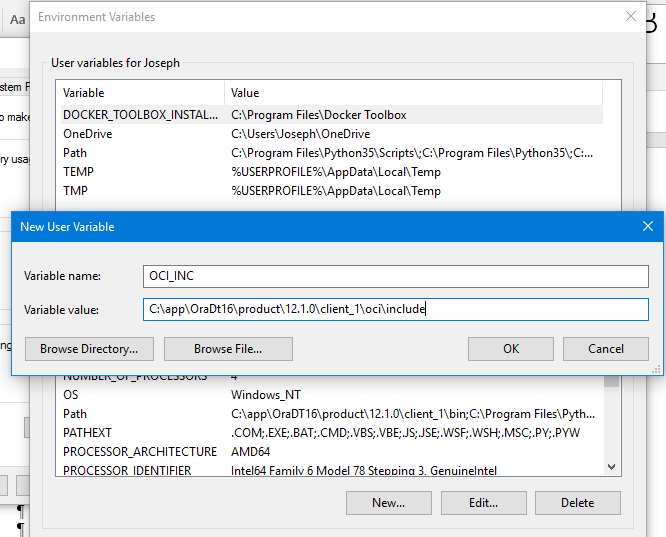 Aa
Environment Variables
User variables for Joseph
Variable Value
DOCKER_TOOLBOX_INSTAL... C:\Program Files\Docker Toolbox
OneDrive C:\Users\Joseph\OneDrive
Path C:\Program Files\Python35\Scripts\;C:\Program Files\Python35\;C:...
TEMP %USERPROFILE%\AppData\Local\Temp
TMP %USERPROFILE%\AppData\Local\Temp
New User Variable
Variable name: OCI_INC
Variable value: C:\app\OraDt16\product\12.1.0\client_1\oci\include
Browse Directory... Browse File... OK Cancel
NUMBER_OF_PROCESSORS 4
OS Windows_NT
Path C:\app\OraDT16\product\12.1.0\client_1\bin;C:\Program Files\Pyth...
PATHEXT .COM;.EXE;.BAT;.CMD;.VBS;.VBE;.JS;.JSE;.WSF;.WSH;.MSC;.PY;.PYW
PROCESSOR_ARCHITECTURE AMD64
PROCESSOR_IDENTIFIER Intel64 Family 6 Model 78 Stepping 3, GenuineIntel
New... Edit... Delete